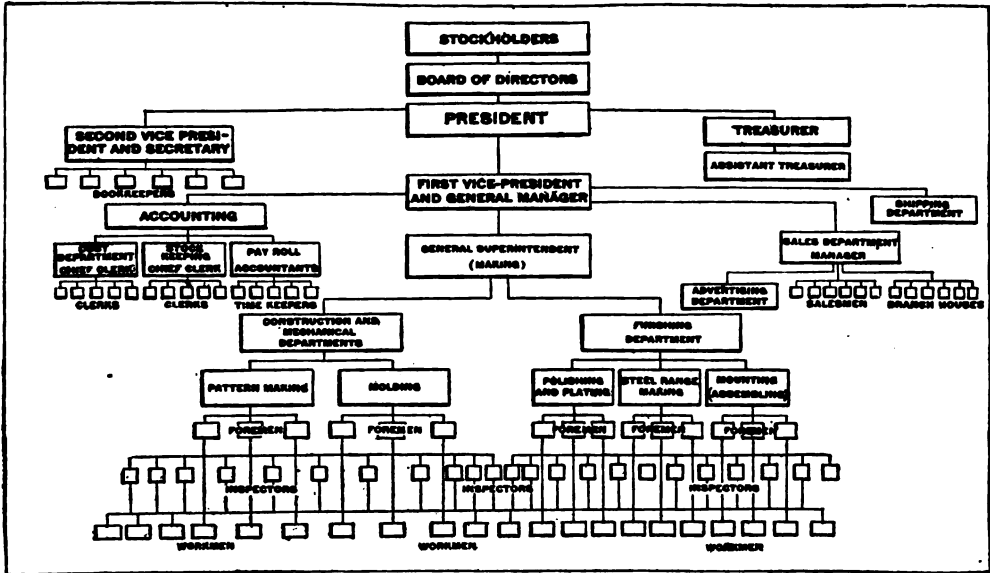 STOCKHOLDERS
BOARD OF DIRECTORS
PRESIDENT
SECOND VICE PRESI-
DENT AND SECRETARY
TREASURER
ASSISTANT TREASURER
BOOKKEEPERS
FIRST VICE-PRESIDENT
AND GENERAL MANAGER
SHIPPING
DEPARTMENT
ACCOUNTING
COST
DEPARTMENT
CHIEF CLERK
STOCK
KEEPING
CHIEF CLERK
PAY ROLL
ACCOUNTANTS
GENERAL SUPERINTENDENT
(MAKING)
SALES DEPARTMENT
MANAGER
CLERKS
CLERKS
TIME KEEPERS
ADVERTISING
DEPARTMENT
SALESMEN
BRANCH HOUSES
CONSTRUCTION AND
MECHANICAL
DEPARTMENTS
FINISHING
DEPARTMENT
PATTERN MAKING
MOLDING
POLISHING
AND PLATING
STEEL RANGE
MAKING
MOUNTING
(ASSEMBLING)
FOREMEN
FOREMEN
FOREMEN
FOREMEN
FOREMEN
INSPECTORS
INSPECTORS
INSPECTORS
WORKMEN
WORKMEN
WORKMEN